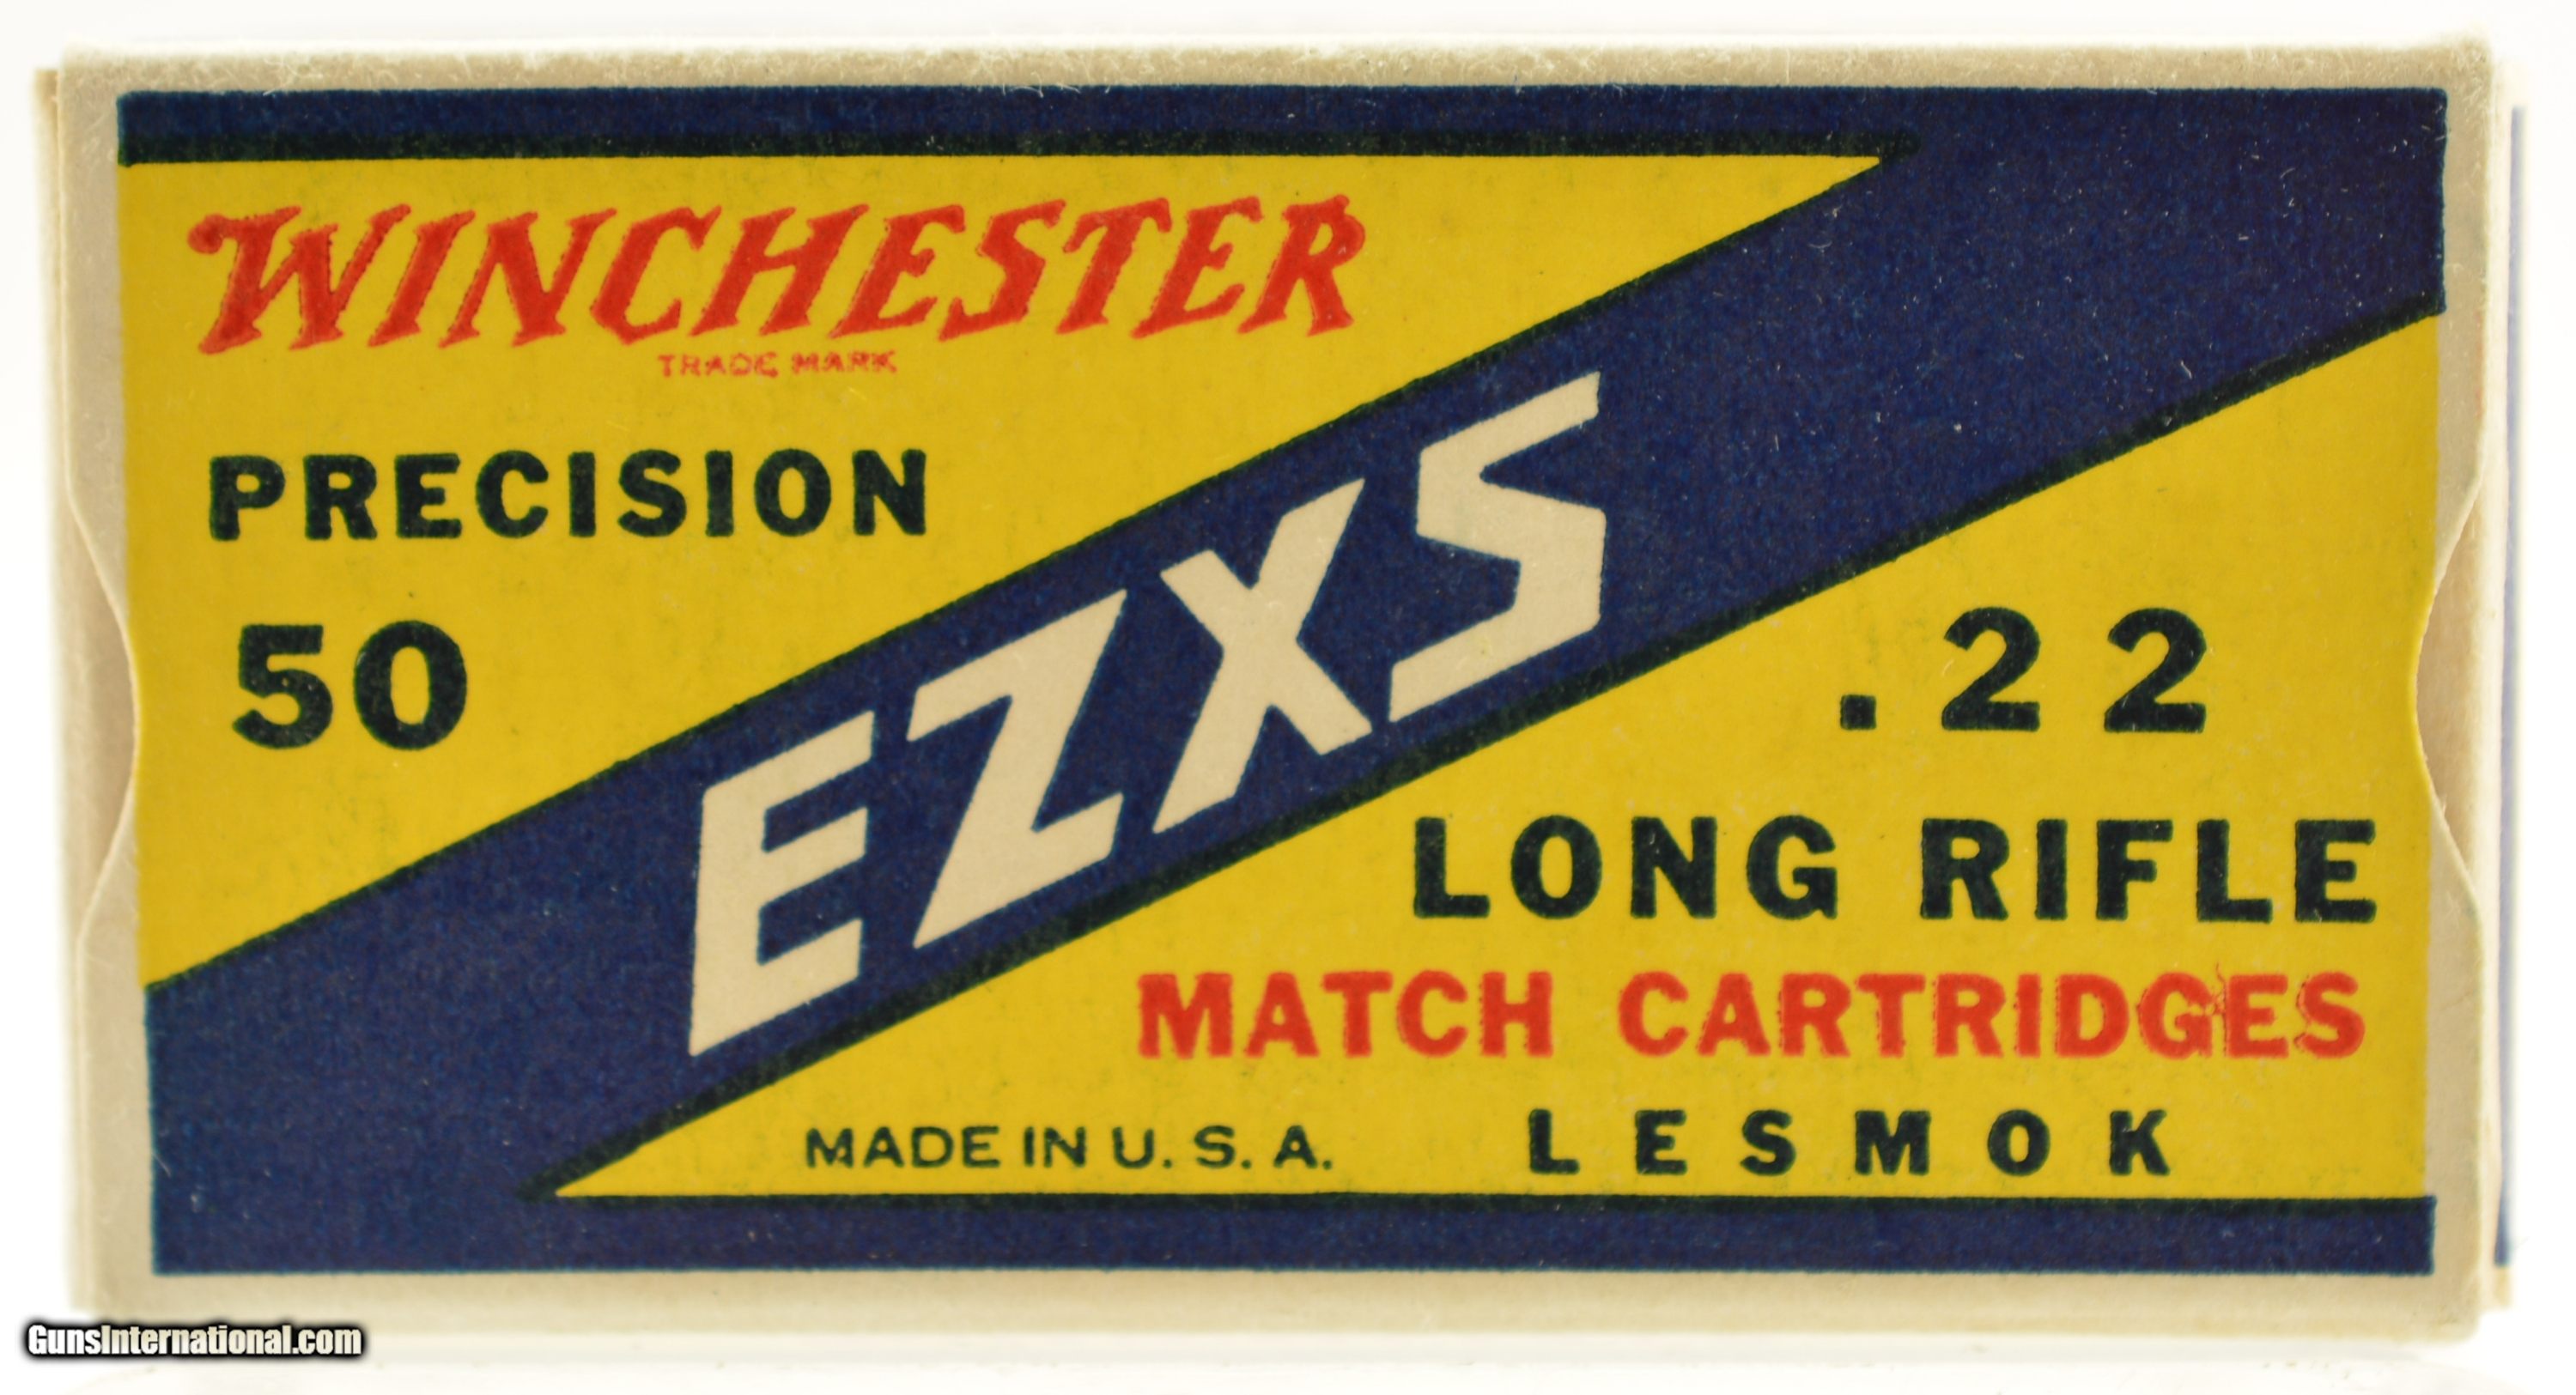 WINCHESTER
TRADE MARK
PRECISION
50
EZXS
.22
LONG RIFLE
MATCH CARTRIDGES
MADE IN U. S. A.
LESMOK
GunsInternational.com